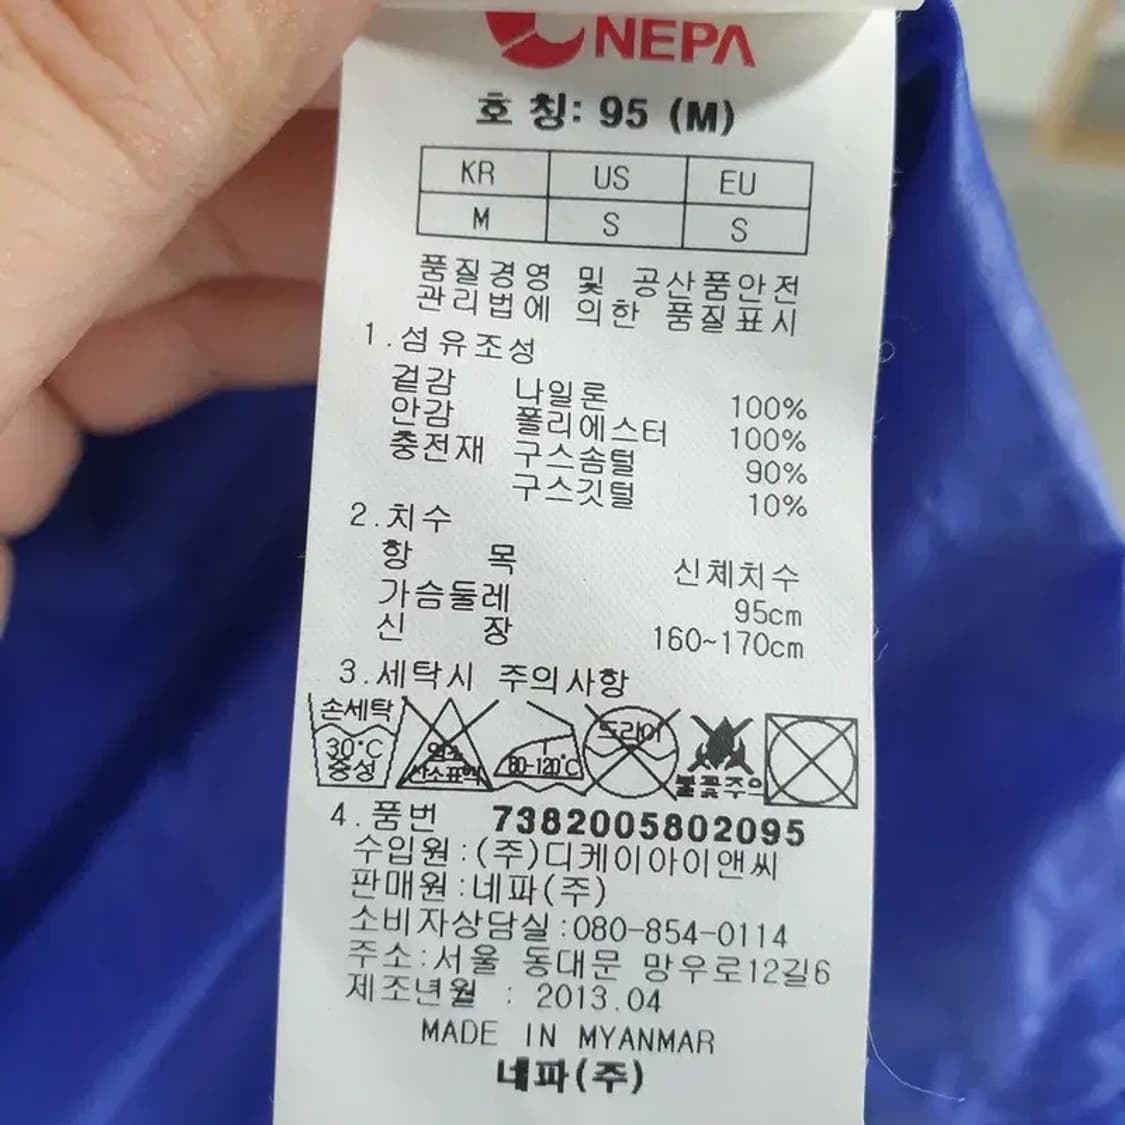 NEPA
호 칭: 95 (M)
KR US EU
M S S
품질경영 및 공산품안전
관리법에 의한 품질표시
1.섬유조성
겉감 나일론 100%
안감 폴리에스터 100%
충전재 구스솜털 90%
구스깃털 10%
2.치수
항 목 신체치수
가슴둘레 95cm
신 장 160~170cm
3.세탁시 주의사항
손세탁 30°C 중성
염소 산소표백
80-120°C
드라이
불꽃주의
4.품번 7382005802095
수입원:(주)디케이아이앤씨
판매원:네파(주)
소비자상담실:080-854-0114
주소:서울 동대문 망우로12길6
제조년월 : 2013.04
MADE IN MYANMAR
네파(주)